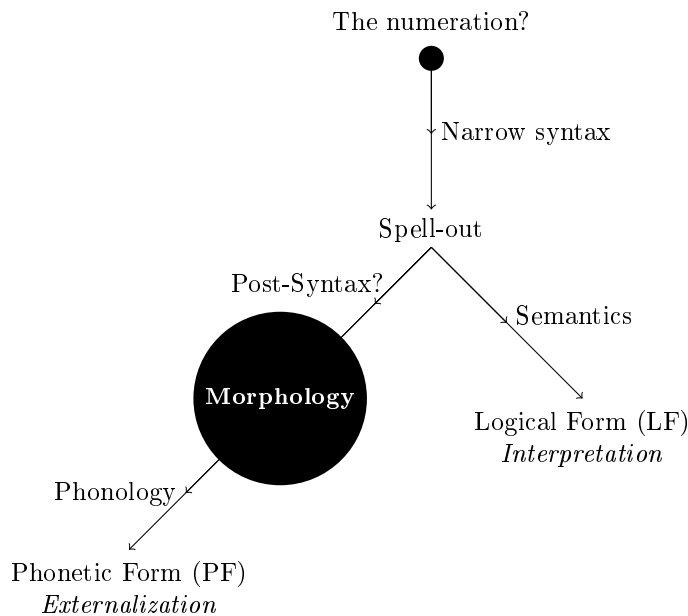 The numeration?
Narrow syntax
Spell-out
Post-Syntax?
Semantics
Morphology
Logical Form (LF)
Interpretation
Phonology
Phonetic Form (PF)
Externalization